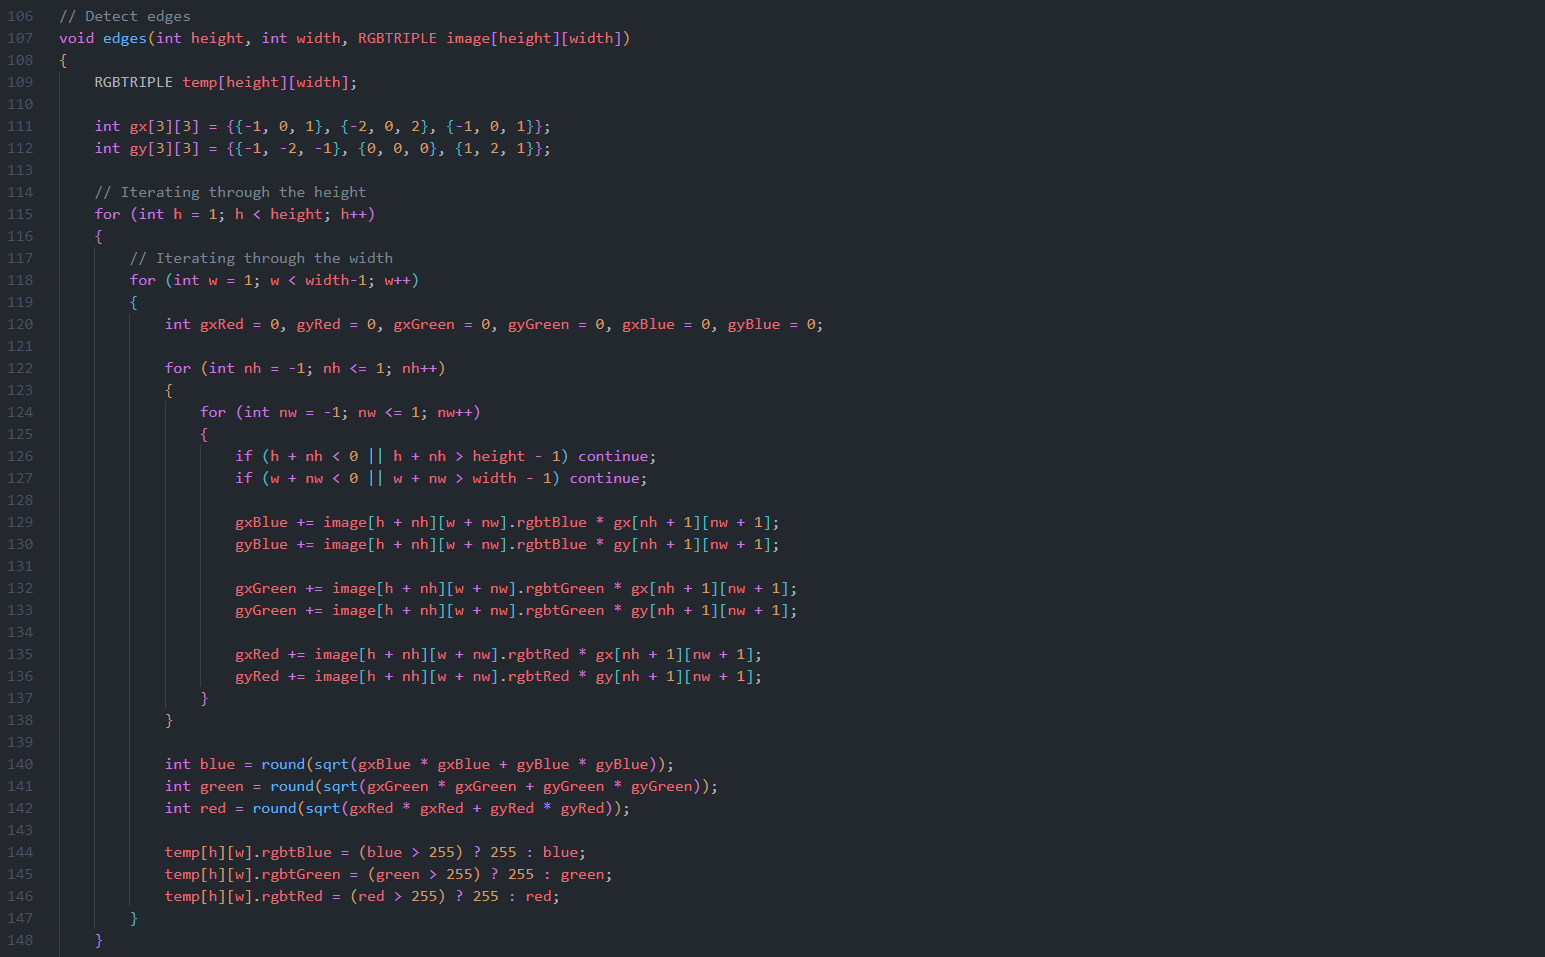 106 // Detect edges
107 void edges(int height, int width, RGBTRIPLE image[height][width])
108 {
109     RGBTRIPLE temp[height][width];
110
111     int gx[3][3] = {{-1, 0, 1}, {-2, 0, 2}, {-1, 0, 1}};
112     int gy[3][3] = {{-1, -2, -1}, {0, 0, 0}, {1, 2, 1}};
113
114     // Iterating through the height
115     for (int h = 1; h < height; h++)
116     {
117         // Iterating through the width
118         for (int w = 1; w < width-1; w++)
119         {
120             int gxRed = 0, gyRed = 0, gxGreen = 0, gyGreen = 0, gxBlue = 0, gyBlue = 0;
121
122             for (int nh = -1; nh <= 1; nh++)
123             {
124                 for (int nw = -1; nw <= 1; nw++)
125                 {
126                     if (h + nh < 0 || h + nh > height - 1) continue;
127                     if (w + nw < 0 || w + nw > width - 1) continue;
128
129                     gxBlue += image[h + nh][w + nw].rgbtBlue * gx[nh + 1][nw + 1];
130                     gyBlue += image[h + nh][w + nw].rgbtBlue * gy[nh + 1][nw + 1];
131
132                     gxGreen += image[h + nh][w + nw].rgbtGreen * gx[nh + 1][nw + 1];
133                     gyGreen += image[h + nh][w + nw].rgbtGreen * gy[nh + 1][nw + 1];
134
135                     gxRed += image[h + nh][w + nw].rgbtRed * gx[nh + 1][nw + 1];
136                     gyRed += image[h + nh][w + nw].rgbtRed * gy[nh + 1][nw + 1];
137                 }
138             }
139
140             int blue = round(sqrt(gxBlue * gxBlue + gyBlue * gyBlue));
141             int green = round(sqrt(gxGreen * gxGreen + gyGreen * gyGreen));
142             int red = round(sqrt(gxRed * gxRed + gyRed * gyRed));
143
144             temp[h][w].rgbtBlue = (blue > 255) ? 255 : blue;
145             temp[h][w].rgbtGreen = (green > 255) ? 255 : green;
146             temp[h][w].rgbtRed = (red > 255) ? 255 : red;
147         }
148     }